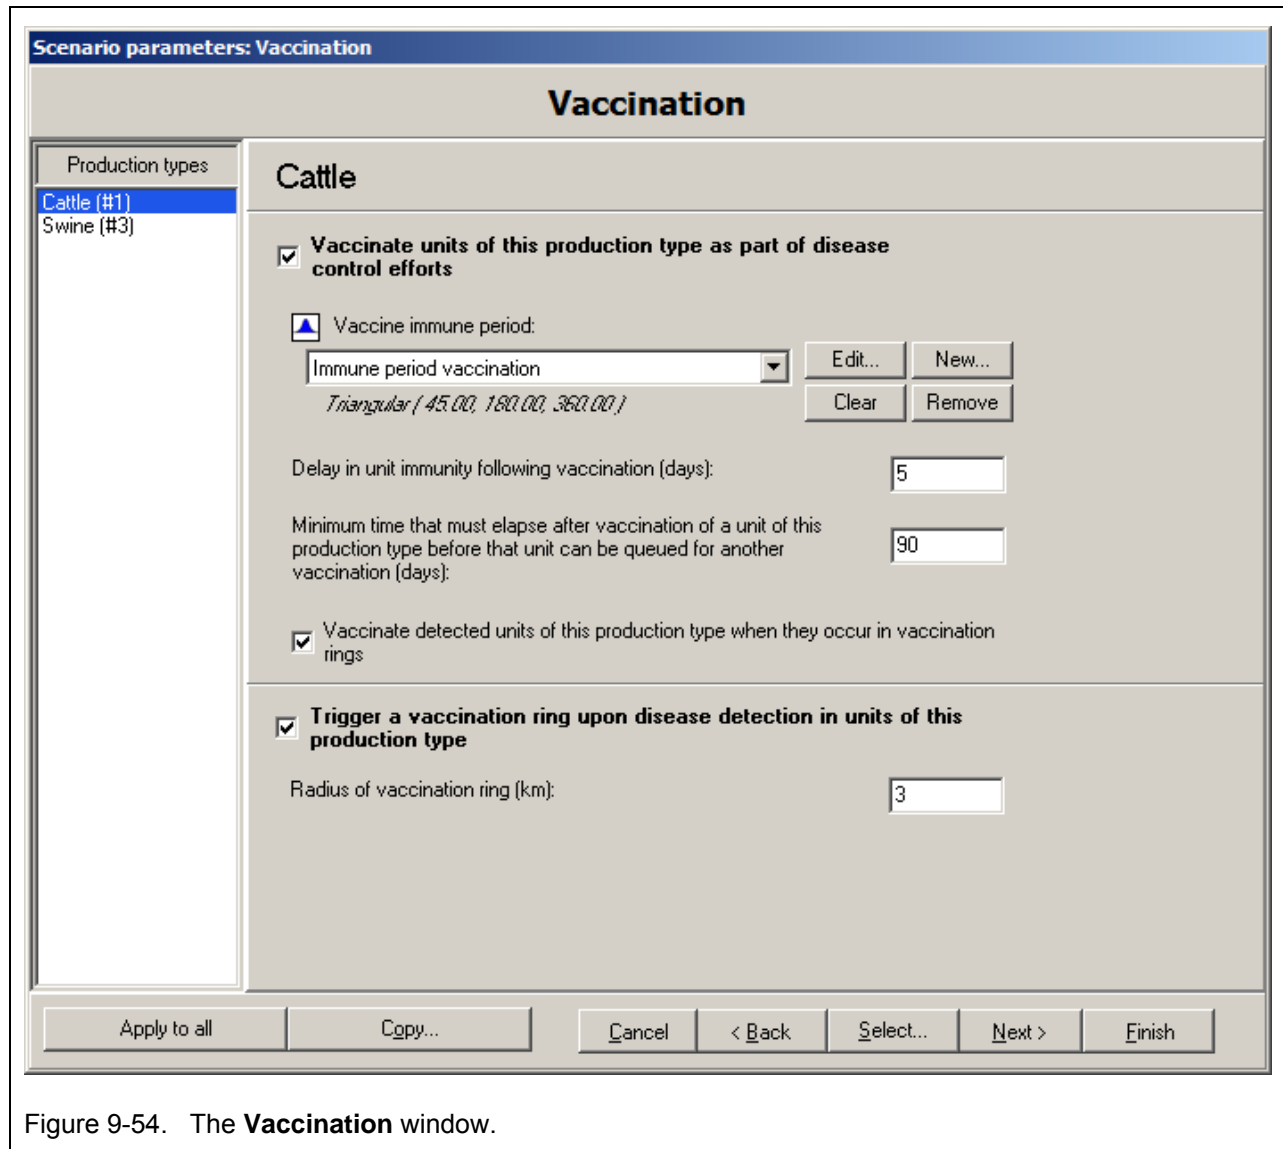 Scenario parameters: Vaccination
Vaccination
Production types
Cattle (#1)
Swine (#3)
Cattle
Vaccinate units of this production type as part of disease
control efforts
Vaccine immune period:
Immune period vaccination
Edit...
New...
Triangular ( 45.00, 180.00, 360.00 )
Clear
Remove
Delay in unit immunity following vaccination (days):
5
Minimum time that must elapse after vaccination of a unit of this
production type before that unit can be queued for another
vaccination (days):
90
Vaccinate detected units of this production type when they occur in vaccination
rings
Trigger a vaccination ring upon disease detection in units of this
production type
Radius of vaccination ring (km):
3
Apply to all
Copy...
Cancel
< Back
Select...
Next >
Finish
Figure 9-54. The Vaccination window.